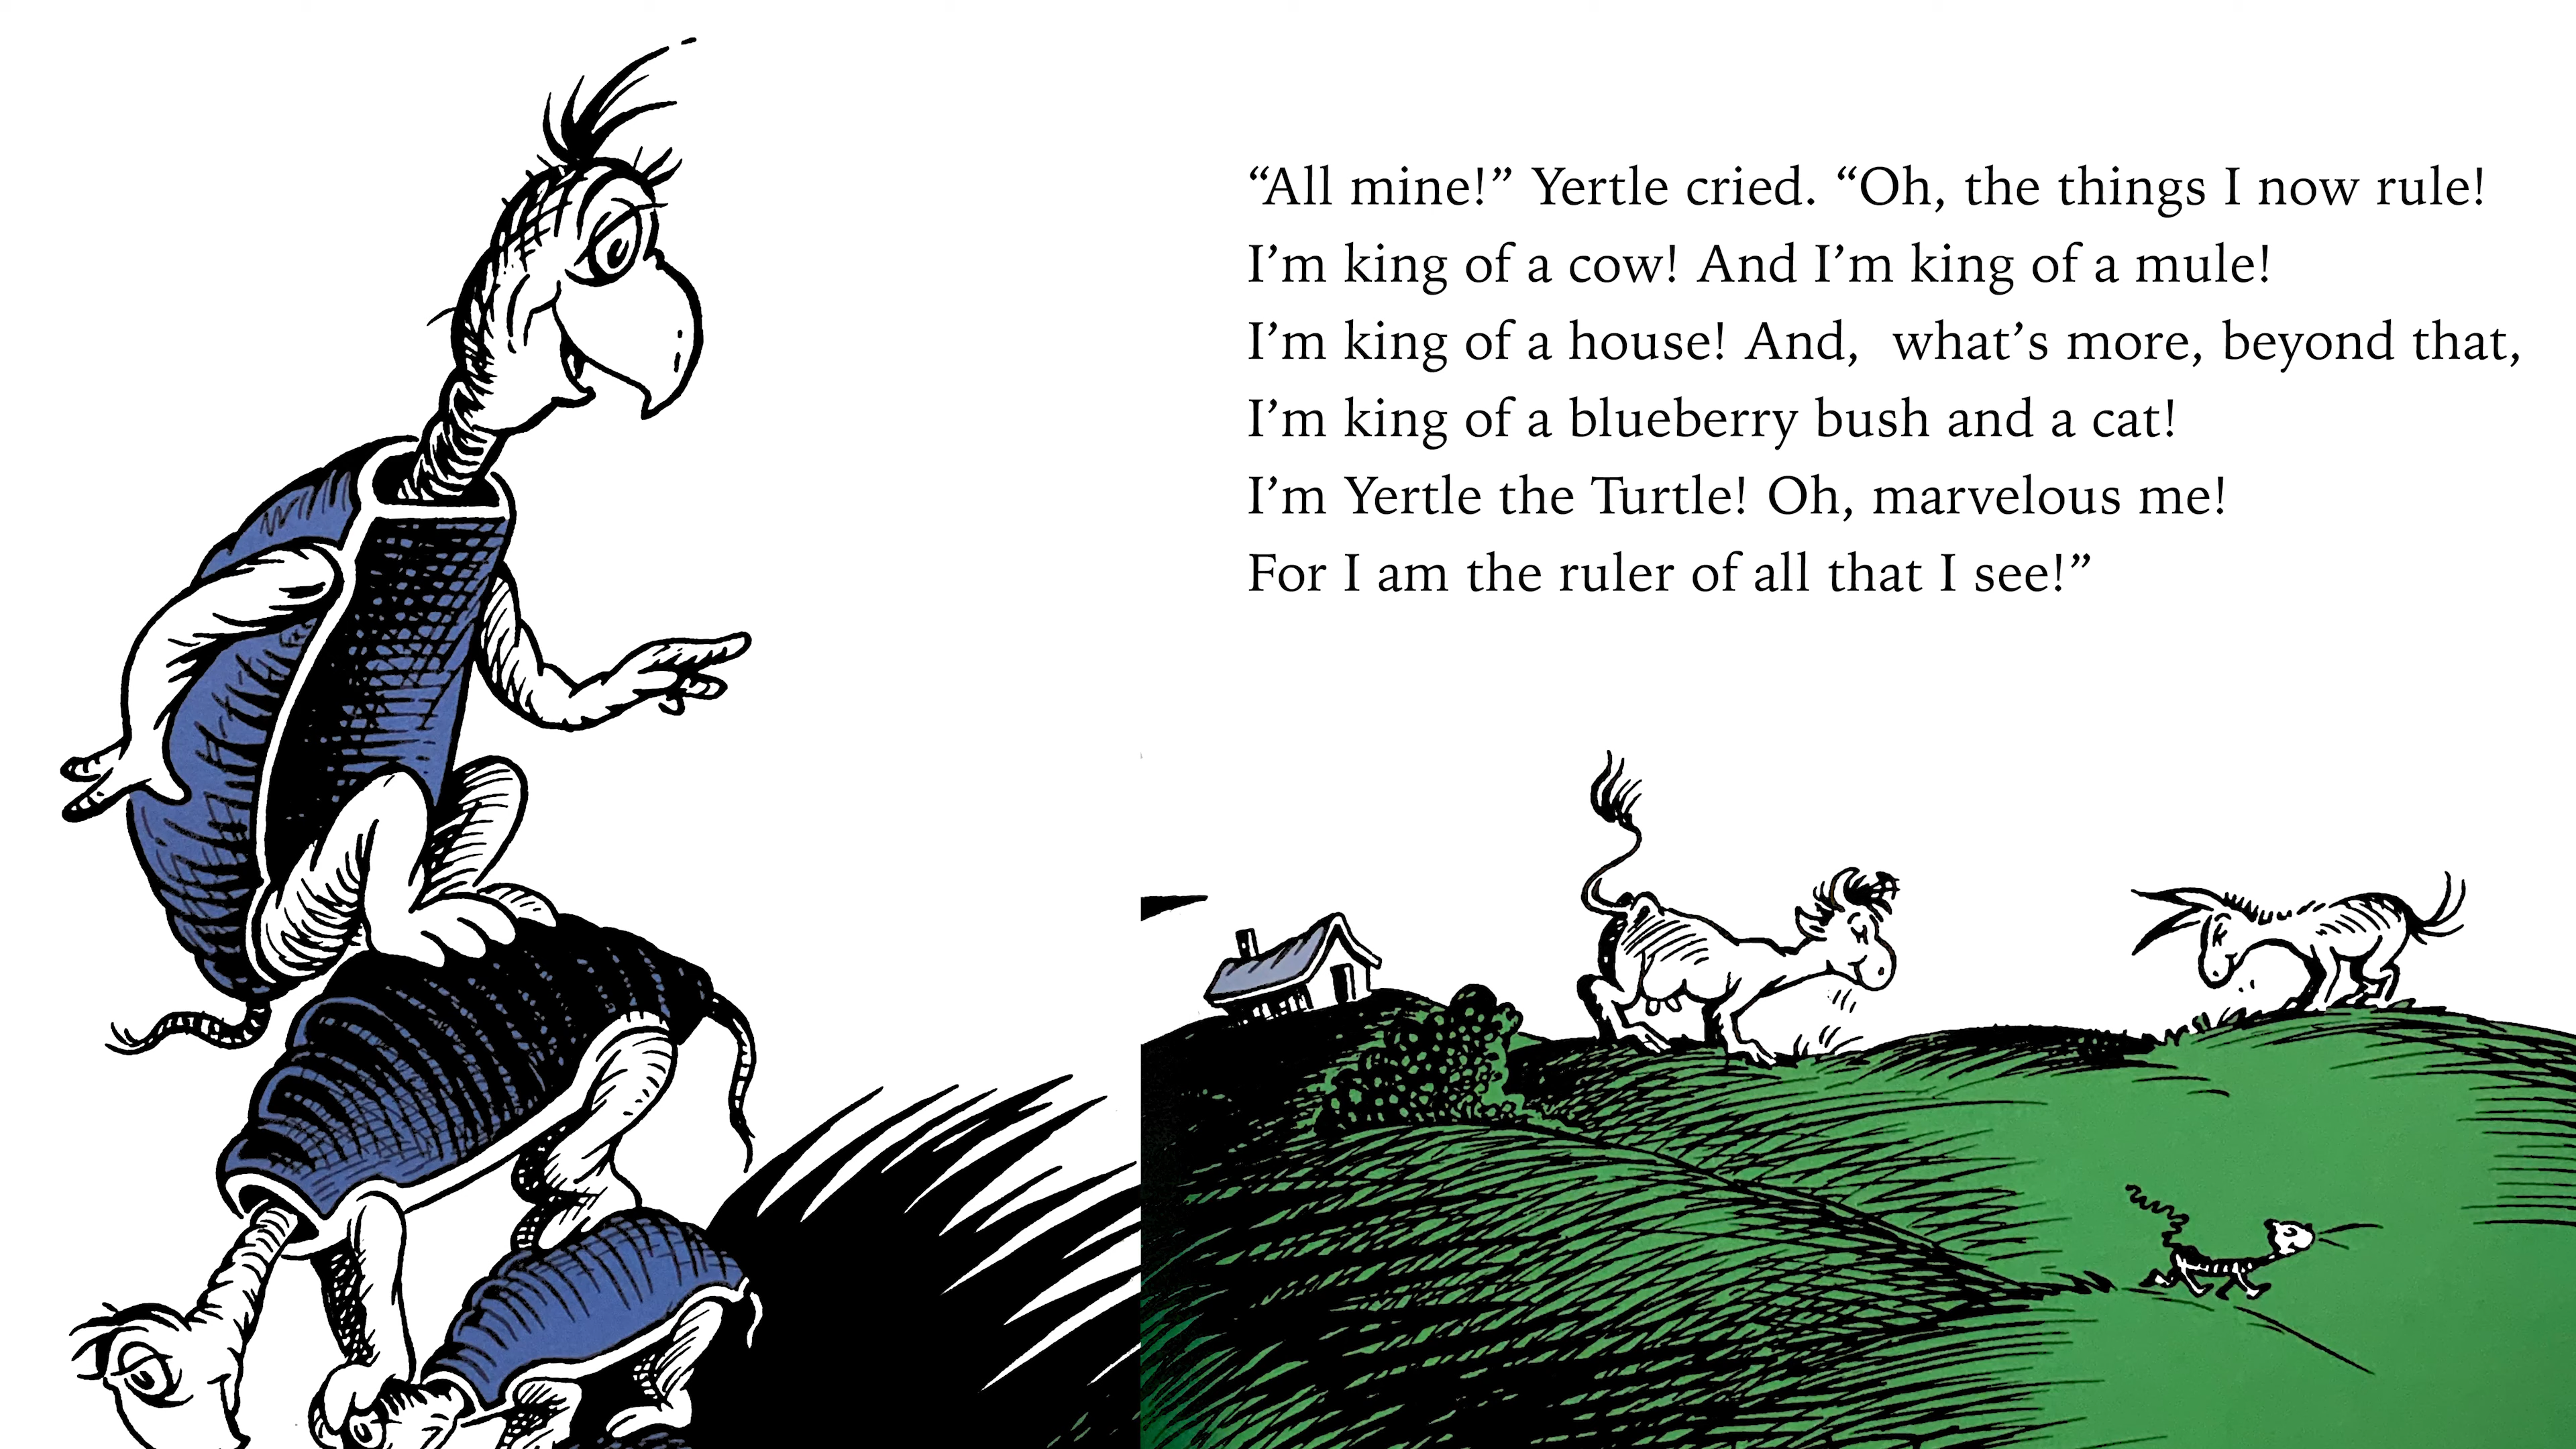 “All mine!” Yertle cried. “Oh, the things I now rule!
I’m king of a cow! And I’m king of a mule!
I’m king of a house! And,  what’s more, beyond that,
I’m king of a blueberry bush and a cat!
I’m Yertle the Turtle! Oh, marvelous me!
For I am the ruler of all that I see!”